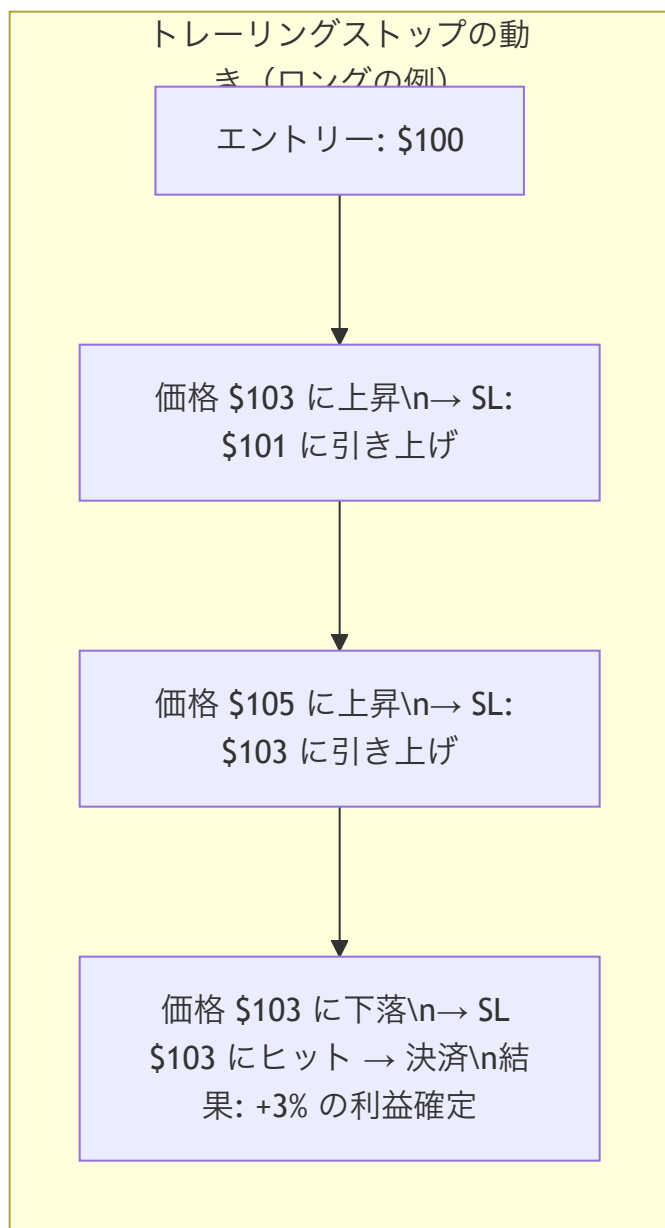 トレーリングストップの動
き（ロングの例）
エントリー: $100
価格 $103 に上昇\n→ SL:
$101 に引き上げ
価格 $105 に上昇\n→ SL:
$103 に引き上げ
価格 $103 に下落\n→ SL
$103 にヒット → 決済\n結
果: +3% の利益確定